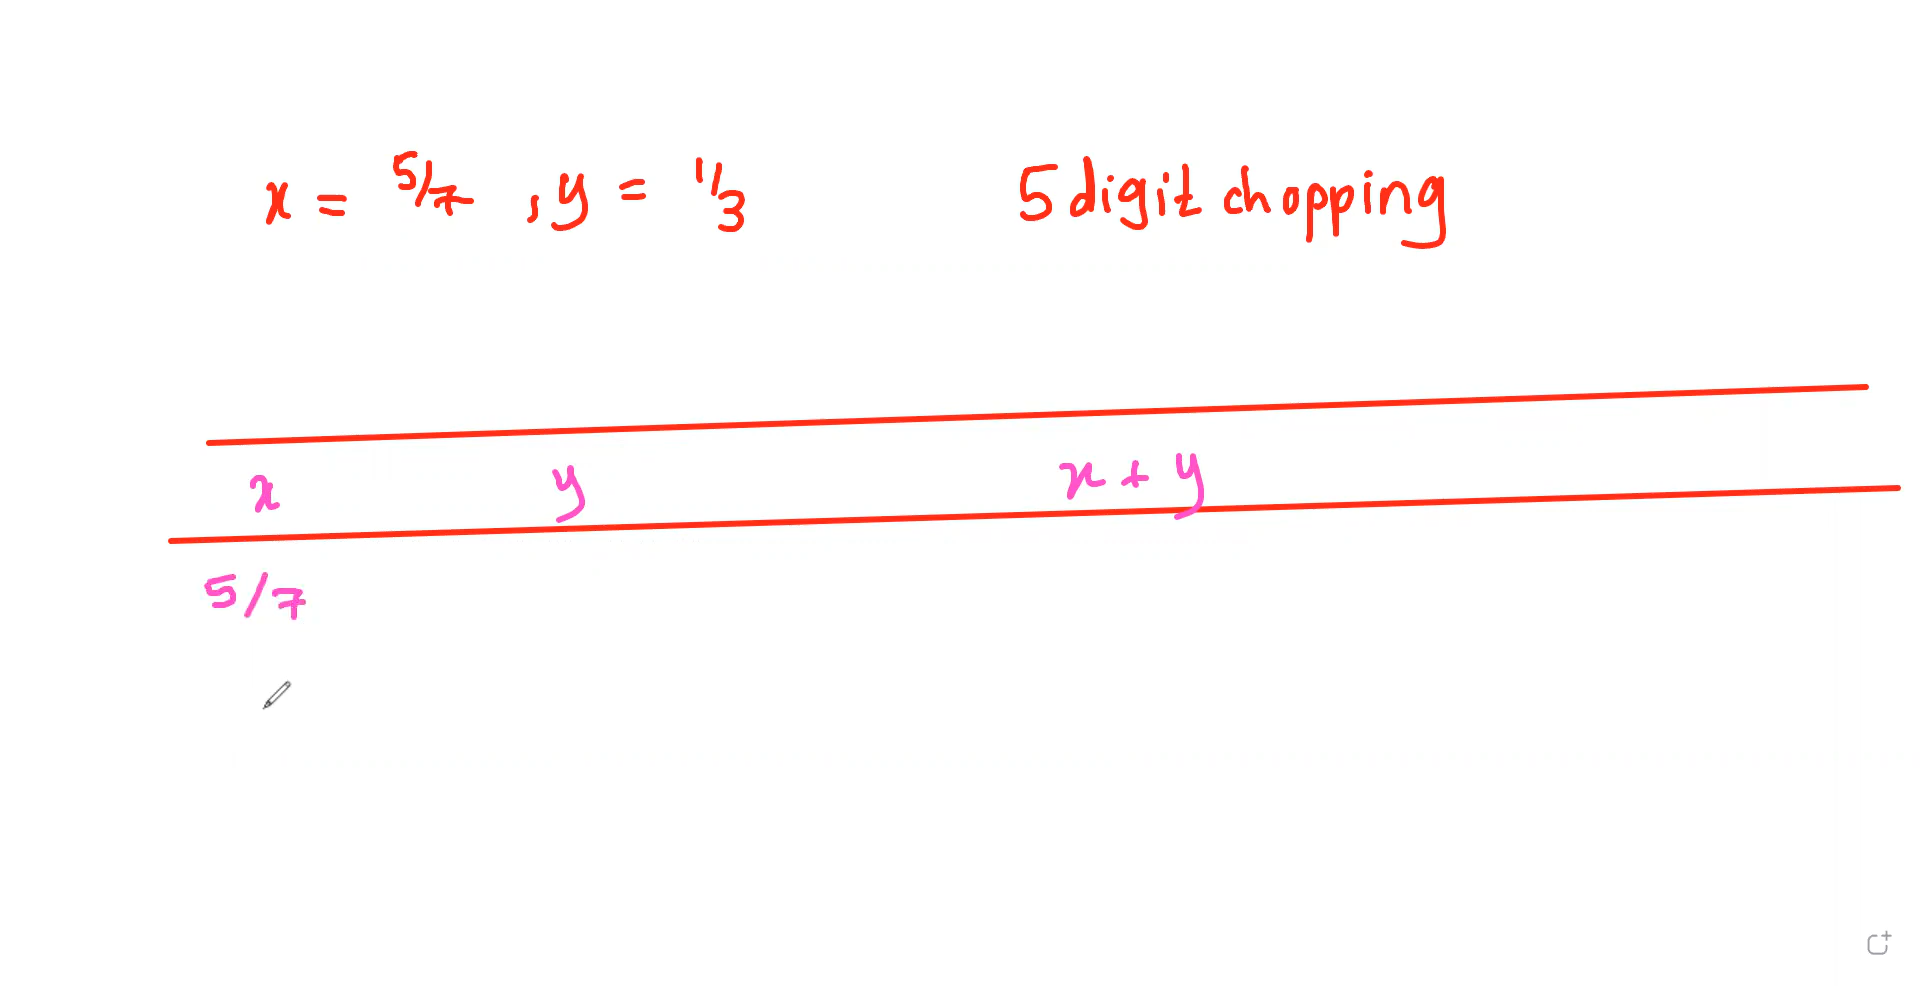 x = 5/7 , y = 1/3 5 digit chopping
x y x + y
5/7